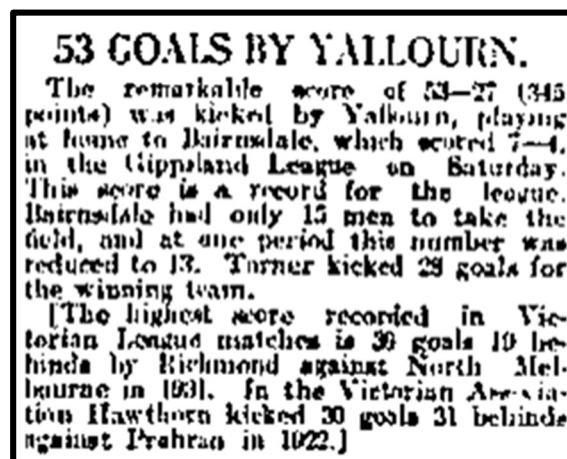 53 GOALS BY YALLOURN.
The remarkable score of 53—27 (345
points) was kicked by Yallourn, playing
at home to Bairnsdale, which scored 7—4,
in the Gippsland League on Saturday.
This score is a record for the league.
Bairnsdale had only 15 men to take the
field, and at one period this number was
reduced to 13. Turner kicked 28 goals for
the winning team.
[The highest score recorded in Vic-
torian League matches is 30 goals 19 be-
hinds by Richmond against North Mel-
bourne in 1931. In the Victorian Associa-
tion Hawthorn kicked 30 goals 31 behinds
against Prahran in 1922.]